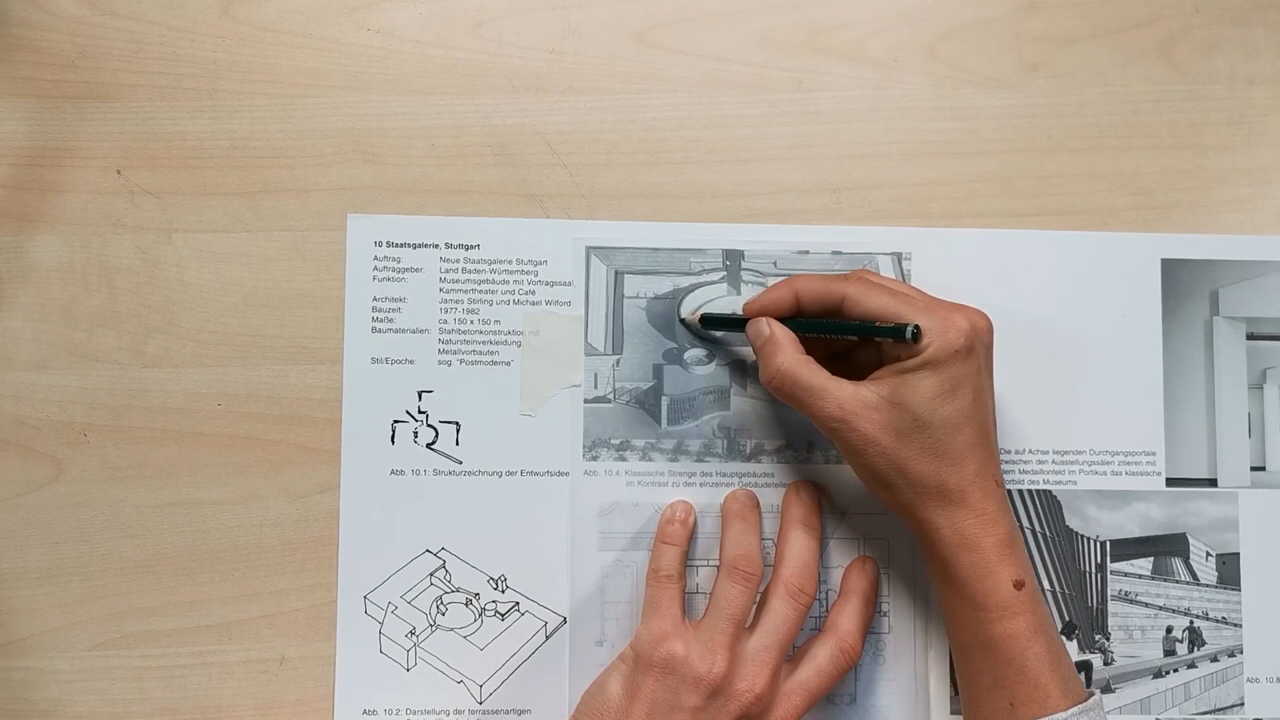 10 Staatsgalerie, Stuttgart
Auftrag: Neue Staatsgalerie Stuttgart
Auftraggeber: Land Baden-Württemberg
Funktion: Museumsgebäude mit Vortragssaal,
Kammertheater und Café
Architekt: James Stirling und Michael Wilford
Bauzeit: 1977-1982
Maße: ca. 150 x 150 m
Baumaterialien: Stahlbetonkonstruktion mit
Natursteinverkleidung,
Metallvorbauten
Stil/Epoche: sog. "Postmoderne"
Abb. 10.1: Strukturzeichnung der Entwurfsidee
Abb. 10.4: Klassische Strenge des Hauptgebäudes
im Kontrast zu den einzelnen
Die auf Achse liegenden Durchgangsportale
zwischen den Ausstellungssälen zitieren mit
dem Medaillonfeld im Portikus das klassische
Vorbild des Museums
Abb. 10.2: Darstellung der terrassenartigen
Abb. 10.8